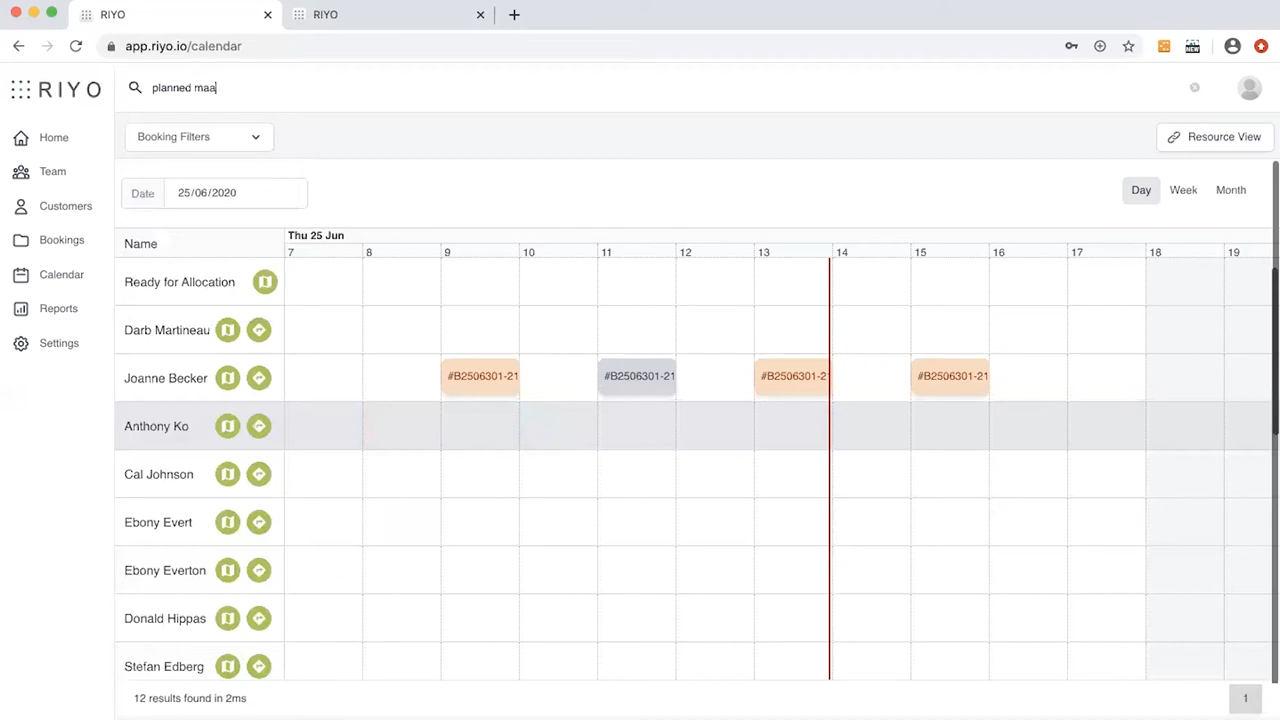 RIYO
RIYO
app.riyo.io/calendar
NEW
RIYO
planned maa
Home
Team
Customers
Bookings
Calendar
Reports
Settings
Booking Filters
Resource View
Date 25/06/2020
Day Week Month
Name
Thu 25 Jun
7 8 9 10 11 12 13 14 15 16 17 18 19
Ready for Allocation
Darb Martineau
Joanne Becker #B2506301-21 #B2506301-21 #B2506301-21 #B2506301-21
Anthony Ko
Cal Johnson
Ebony Evert
Ebony Everton
Donald Hippas
Stefan Edberg
12 results found in 2ms
1